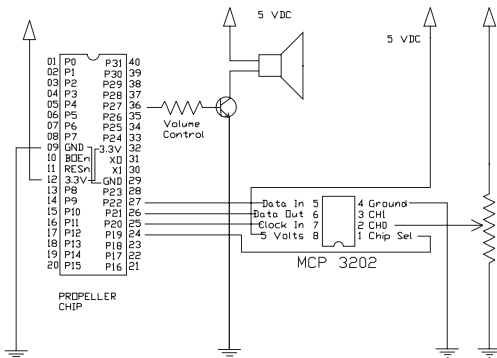 5 VDC
5 VDC
01 P0 P31 40
02 P1 P30 39
03 P2 P29 38
04 P3 P28 37
05 P4 P27 36
06 P5 P26 35
07 P6 P25 34
08 P7 P24 33
09 GND 3.3V 32
10 BOEn XO 31
11 RESn X1 30
12 3.3V GND 29
13 P8 P23 28
14 P9 P22 27
15 P10 P21 26
16 P11 P20 25
17 P12 P19 24
18 P13 P18 23
19 P14 P17 22
20 P15 P16 21
PROPELLER
CHIP
Volume
Control
Data In 5 4 Ground
Data Out 6 3 CH1
Clock In 7 2 CH0
5 Volts 8 1 Chip Sel
MCP 3202